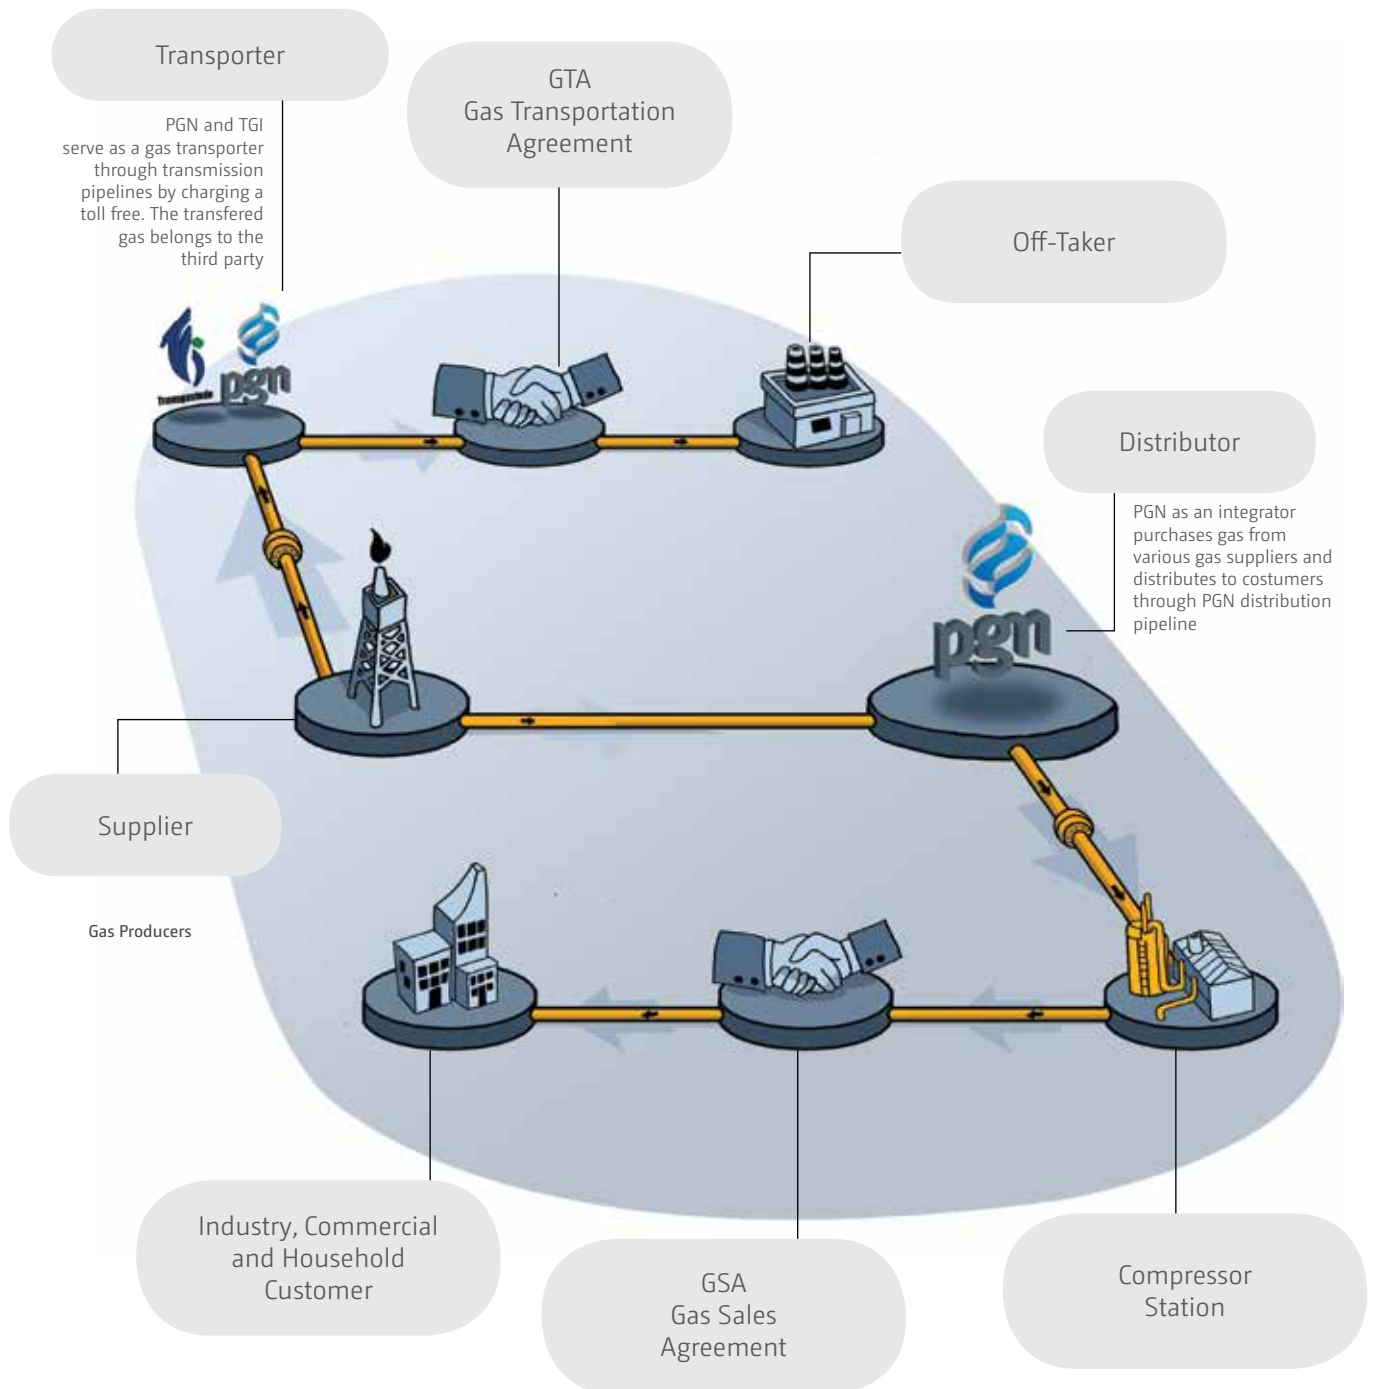 Transporter
PGN and TGI
serve as a gas transporter
through transmission
pipelines by charging a
toll free. The transfered
gas belongs to the
third party
GTA
Gas Transportation
Agreement
Off-Taker
Distributor
PGN as an integrator
purchases gas from
various gas suppliers and
distributes to costumers
through PGN distribution
pipeline
pgn
pgn
Supplier
Gas Producers
Industry, Commercial
and Household
Customer
GSA
Gas Sales
Agreement
Compressor
Station